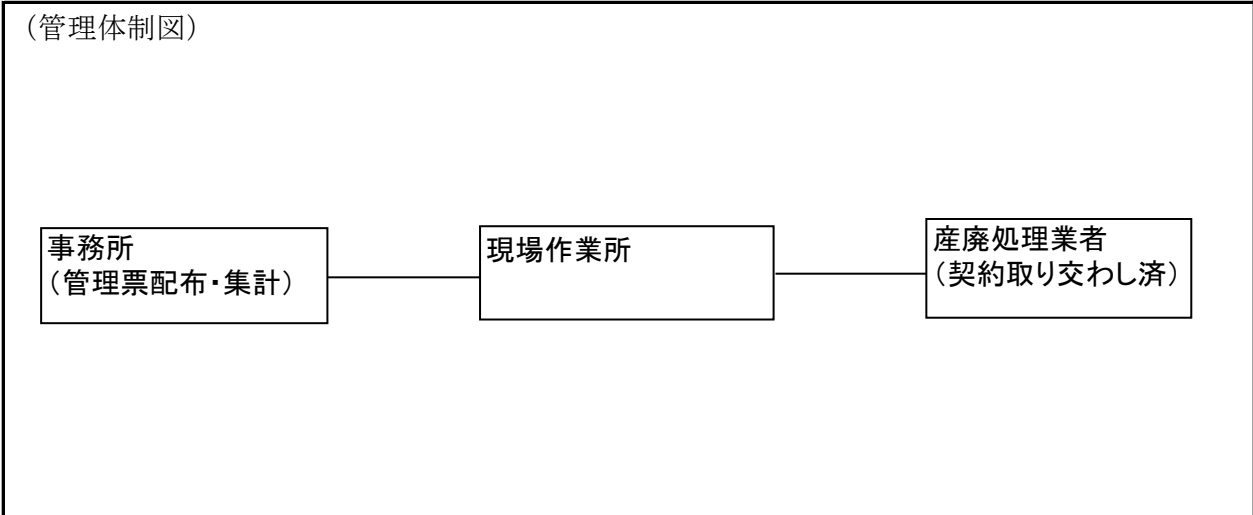 （管理体制図）
事務所
（管理票配布・集計）
現場作業所
産廃処理業者
（契約取り交わし済）